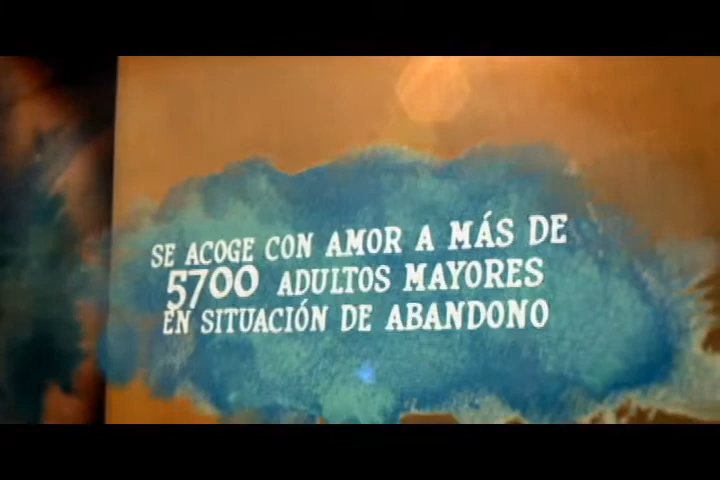 SE ACOGE CON AMOR A MÁS DE
5700 ADULTOS MAYORES
EN SITUACIÓN DE ABANDONO